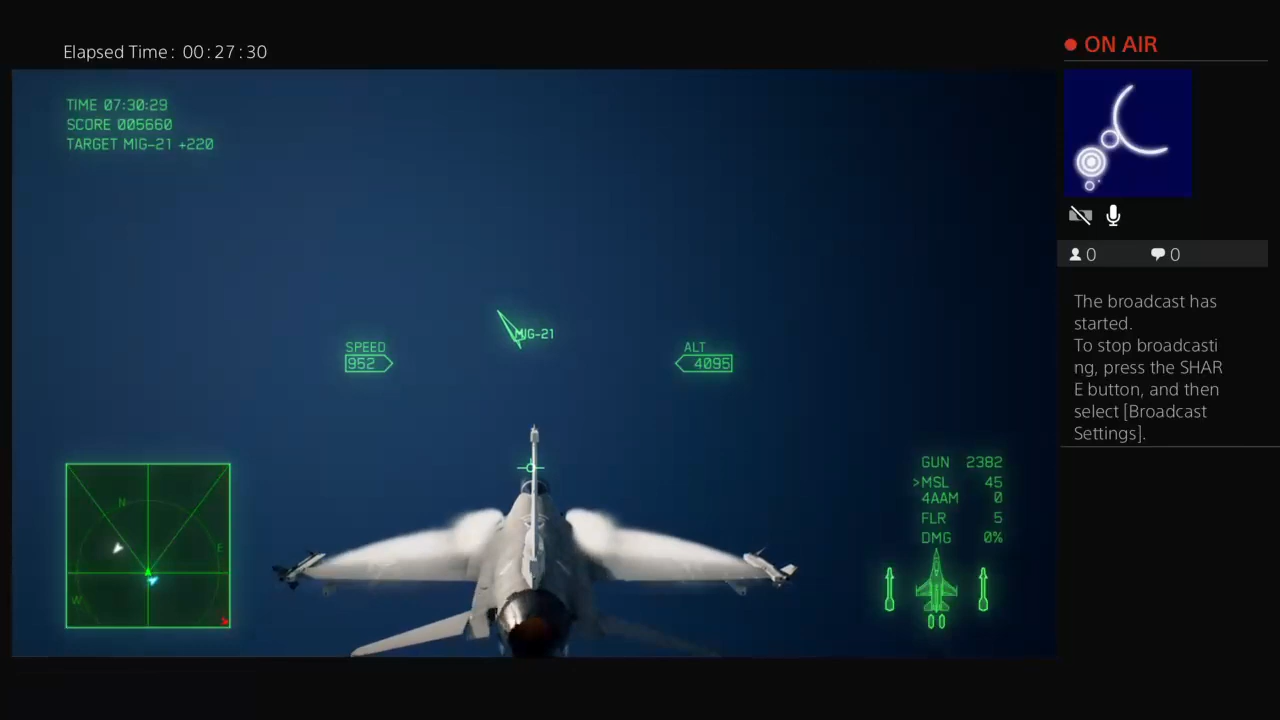 Elapsed Time: 00:27:30
ON AIR
TIME 07:30:29
SCORE 005660
TARGET MIG-21 +220
MIG-21
SPEED
952
ALT
4095
0
0
The broadcast has
started.
To stop broadcasti
ng, press the SHAR
E button, and then
select [Broadcast
Settings].
N
E
W
GUN 2382
>MSL 45
4AAM 0
FLR 5
DMG 0%